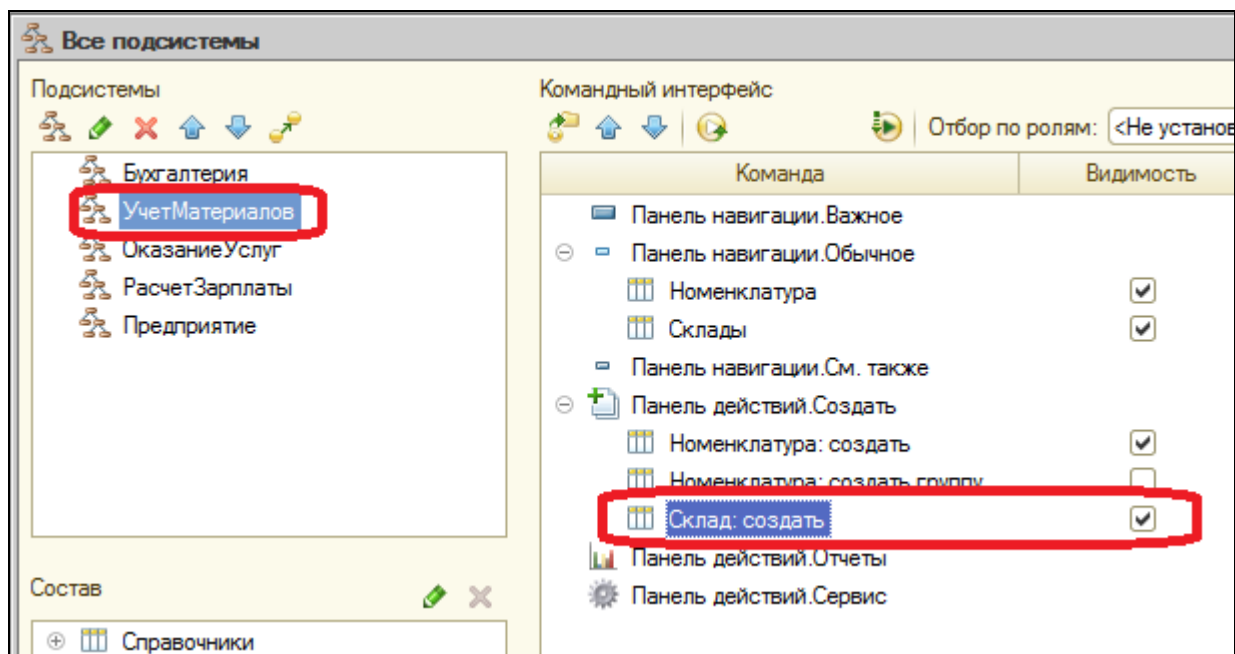 Все подсистемы
Подсистемы
Бухгалтерия
УчетМатериалов
ОказаниеУслуг
РасчетЗарплаты
Предприятие
Состав
Справочники
Командный интерфейс
Отбор по ролям: <Не установ
Команда Видимость
Панель навигации.Важное
Панель навигации.Обычное
Номенклатура
Склады
Панель навигации.См. также
Панель действий.Создать
Номенклатура: создать
Номенклатура: создать группу
Склад: создать
Панель действий.Отчеты
Панель действий.Сервис